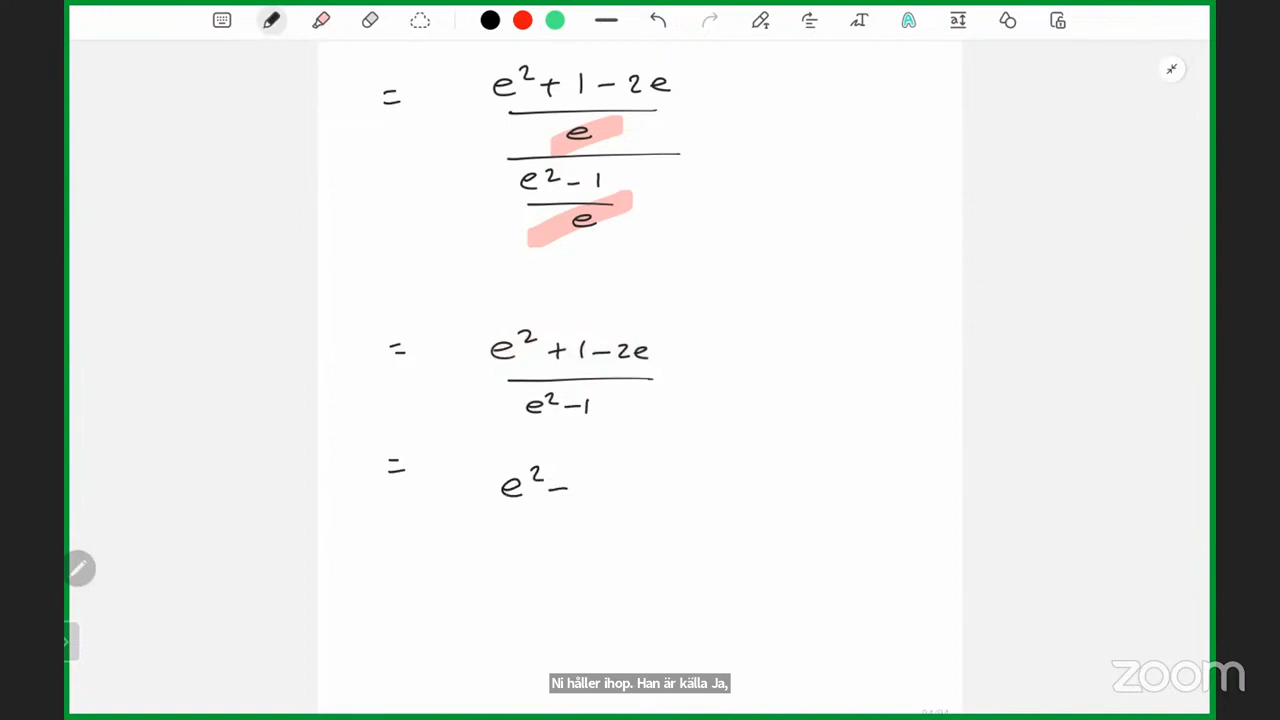 = e² + 1 - 2e
e
e² - 1
e
= e² + 1 - 2e
e² - 1
= e² -
Ni håller ihop. Han är källa Ja,
zoom